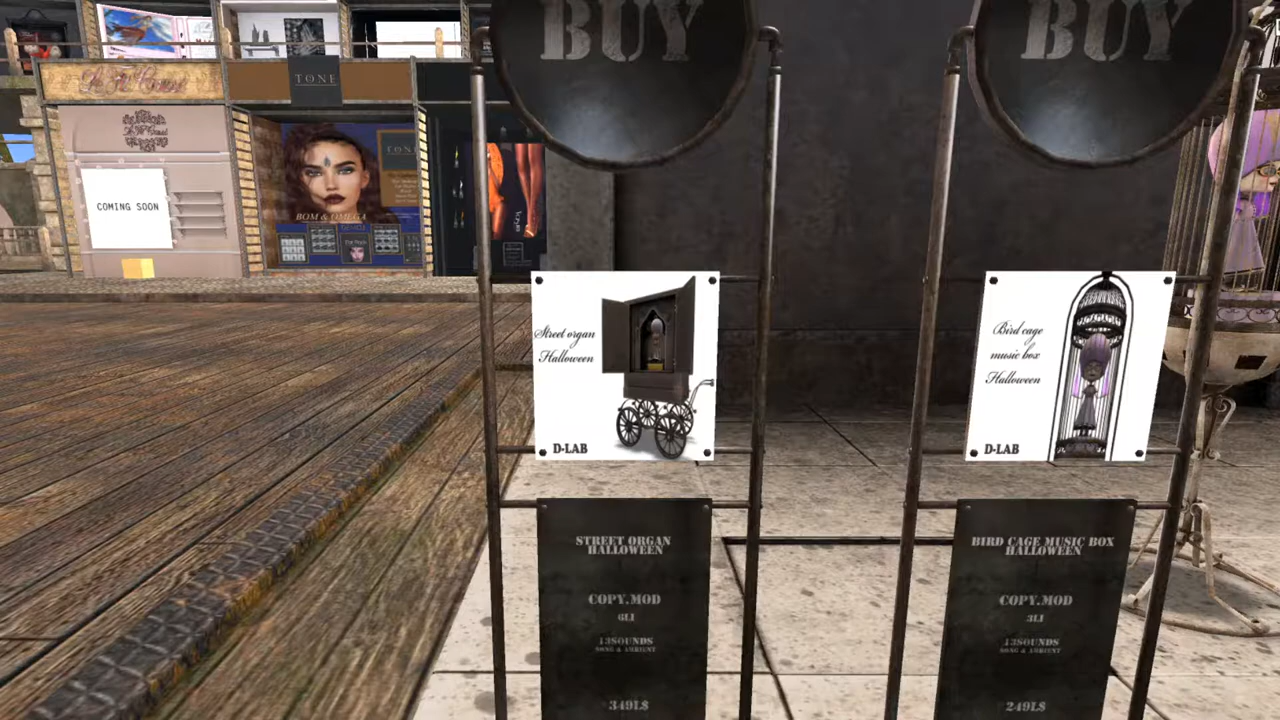 BUY
BUY
TONE
COMING SOON
TONE
BOM & OMEGA
Street organ
Halloween
D-LAB
Bird cage
music box
Halloween
D-LAB
STREET ORGAN
HALLOWEEN
COPY.MOD
6LI
13SOUNDS
SONG & AMBIENT
349L$
BIRD CAGE MUSIC BOX
HALLOWEEN
COPY.MOD
3LI
13SOUNDS
SONG & AMBIENT
249L$